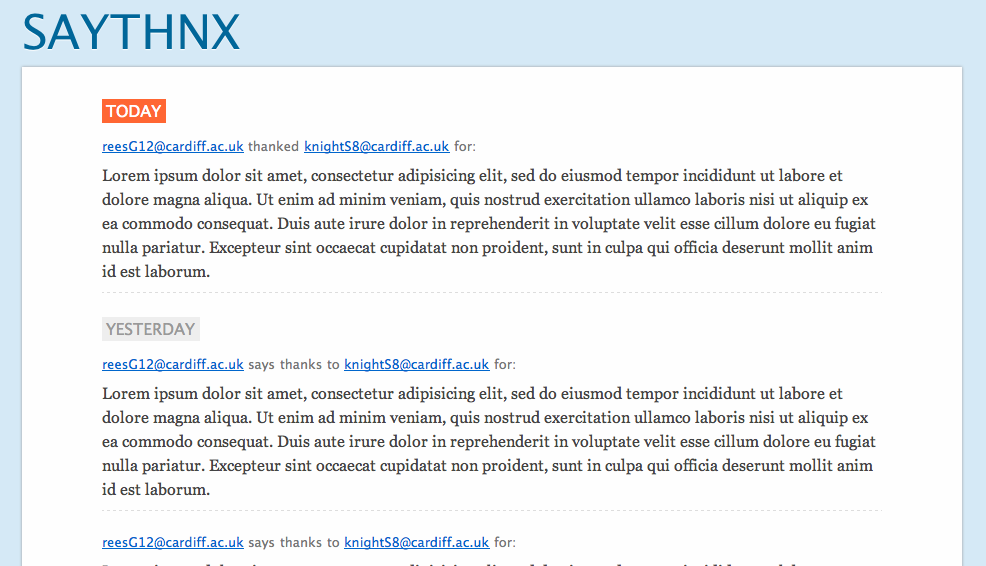 SAYTHNX
TODAY
reesG12@cardiff.ac.uk thanked knightS8@cardiff.ac.uk for:
Lorem ipsum dolor sit amet, consectetur adipisicing elit, sed do eiusmod tempor incididunt ut labore et
dolore magna aliqua. Ut enim ad minim veniam, quis nostrud exercitation ullamco laboris nisi ut aliquip ex
ea commodo consequat. Duis aute irure dolor in reprehenderit in voluptate velit esse cillum dolore eu fugiat
nulla pariatur. Excepteur sint occaecat cupidatat non proident, sunt in culpa qui officia deserunt mollit anim
id est laborum.
YESTERDAY
reesG12@cardiff.ac.uk says thanks to knightS8@cardiff.ac.uk for:
Lorem ipsum dolor sit amet, consectetur adipisicing elit, sed do eiusmod tempor incididunt ut labore et
dolore magna aliqua. Ut enim ad minim veniam, quis nostrud exercitation ullamco laboris nisi ut aliquip ex
ea commodo consequat. Duis aute irure dolor in reprehenderit in voluptate velit esse cillum dolore eu fugiat
nulla pariatur. Excepteur sint occaecat cupidatat non proident, sunt in culpa qui officia deserunt mollit anim
id est laborum.
reesG12@cardiff.ac.uk says thanks to knightS8@cardiff.ac.uk for: